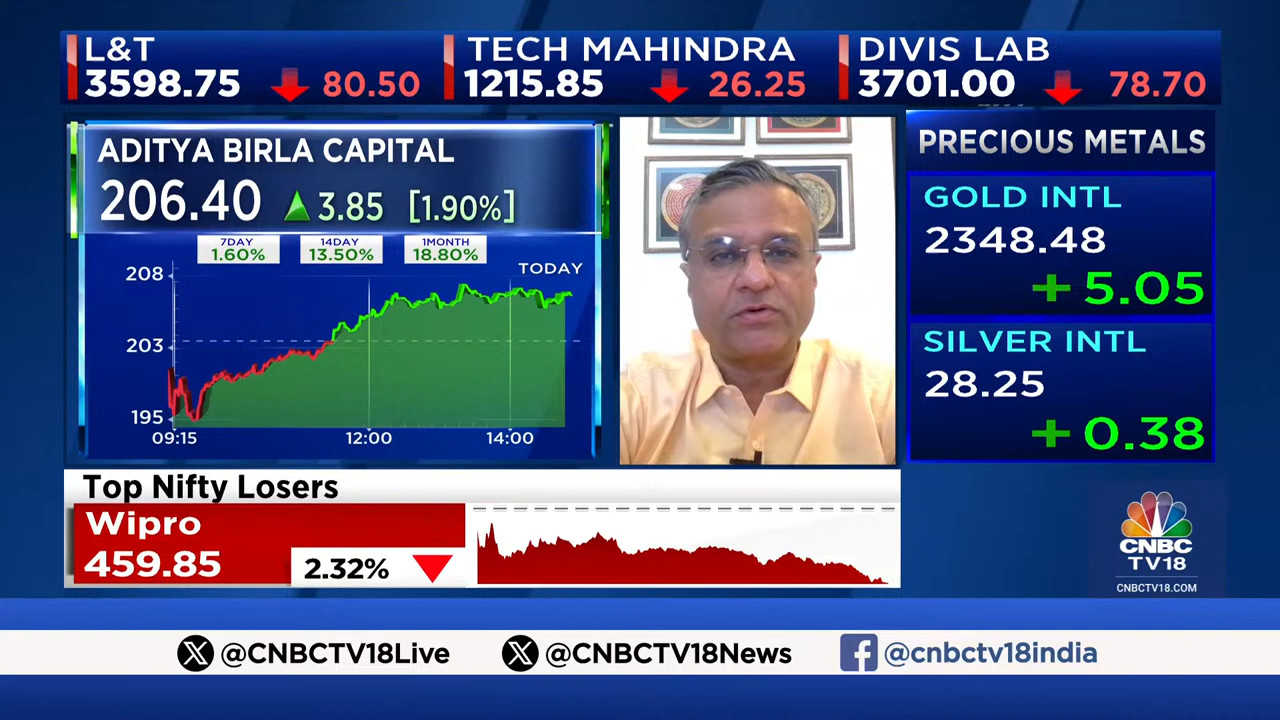 L&T
3598.75 80.50
TECH MAHINDRA
1215.85 26.25
DIVIS LAB
3701.00 78.70
ADITYA BIRLA CAPITAL
206.40 3.85 [1.90%]
7DAY
1.60%
14DAY
13.50%
1MONTH
18.80%
TODAY
208
203
195
09:15 12:00 14:00
PRECIOUS METALS
GOLD INTL
2348.48
+ 5.05
SILVER INTL
28.25
+ 0.38
Top Nifty Losers
Wipro
459.85 2.32%
CNBC
TV18
CNBCTV18.COM
@CNBCTV18Live @CNBCTV18News @cnbctv18india